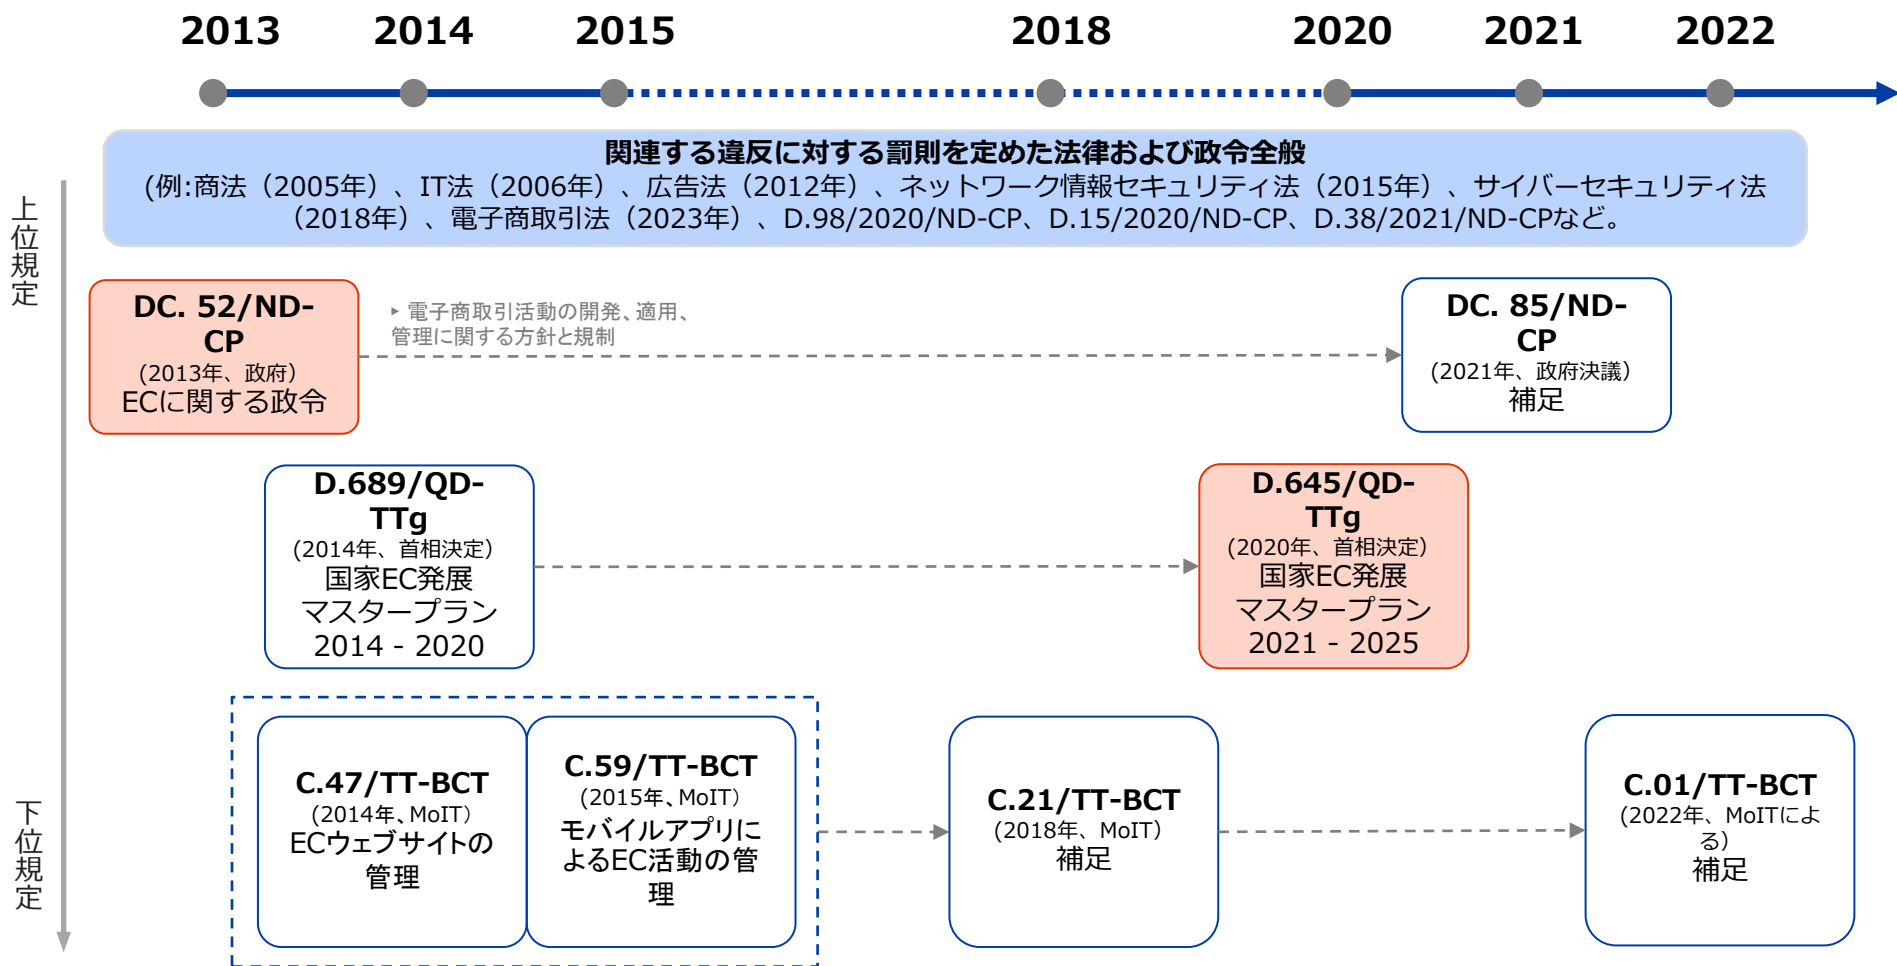 2013 2014 2015 2018 2020 2021 2022
関連する違反に対する罰則を定めた法律および政令全般
(例:商法（2005年）、IT法（2006年）、広告法（2012年）、ネットワーク情報セキュリティ法（2015年）、サイバーセキュリティ法
（2018年）、電子商取引法（2023年）、D.98/2020/ND-CP、D.15/2020/ND-CP、D.38/2021/ND-CPなど。
上位規定
DC. 52/ND-
CP
(2013年、政府）
ECに関する政令
▸ 電子商取引活動の開発、適用、
管理に関する方針と規制
DC. 85/ND-
CP
(2021年、政府決議)
補足
D.689/QD-
TTg
(2014年、首相決定)
国家EC発展
マスタープラン
2014 - 2020
D.645/QD-
TTg
(2020年、首相決定)
国家EC発展
マスタープラン
2021 - 2025
下位規定
C.47/TT-BCT
(2014年、MoIT)
ECウェブサイトの
管理
C.59/TT-BCT
(2015年、MoIT)
モバイルアプリに
よるEC活動の管
理
C.21/TT-BCT
(2018年、MoIT)
補足
C.01/TT-BCT
(2022年、MoITによ
る)
補足